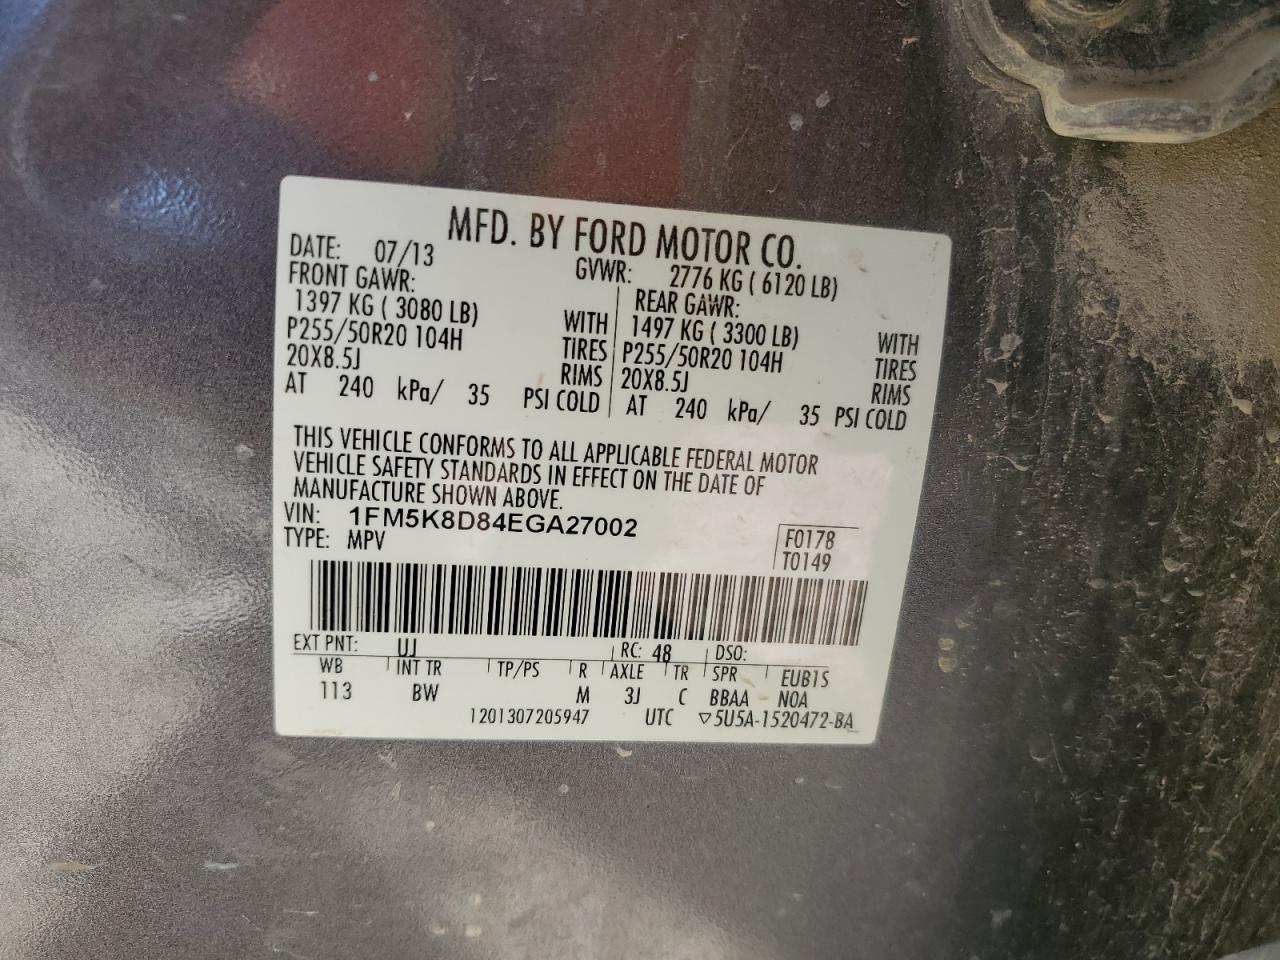 MFD. BY FORD MOTOR CO.
DATE: 07/13 GVWR: 2776 KG ( 6120 LB)
FRONT GAWR: REAR GAWR:
1397 KG ( 3080 LB) WITH 1497 KG ( 3300 LB) WITH
P255/50R20 104H TIRES P255/50R20 104H TIRES
20X8.5J RIMS 20X8.5J RIMS
AT 240 kPa/ 35 PSI COLD AT 240 kPa/ 35 PSI COLD
THIS VEHICLE CONFORMS TO ALL APPLICABLE FEDERAL MOTOR
VEHICLE SAFETY STANDARDS IN EFFECT ON THE DATE OF
MANUFACTURE SHOWN ABOVE.
VIN: 1FM5K8D84EGA27002 F0178
TYPE: MPV T0149
EXT PNT: UJ RC: 48 DSO:
WB INT TR TP/PS R AXLE TR SPR EUB1S
113 BW M 3J C BBAA N0A
1201307205947 UTC ▽5U5A-1520472-BA